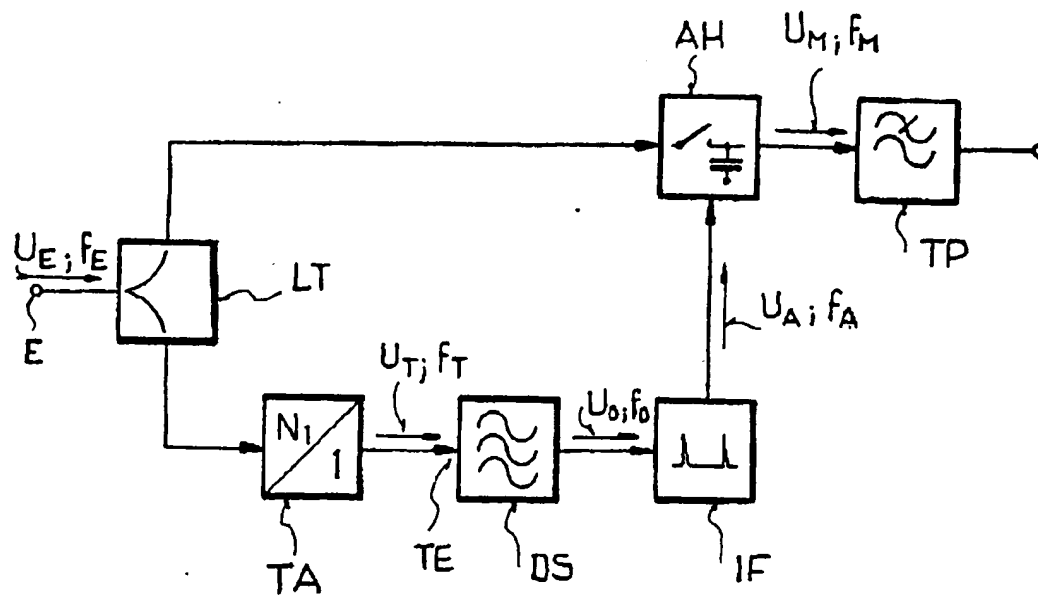 AH
U_M; f_M
TP
U_E; f_E
E
LT
U_A; f_A
U_T; f_T
U_0; f_0
N_1
1
TA
TE
DS
IF